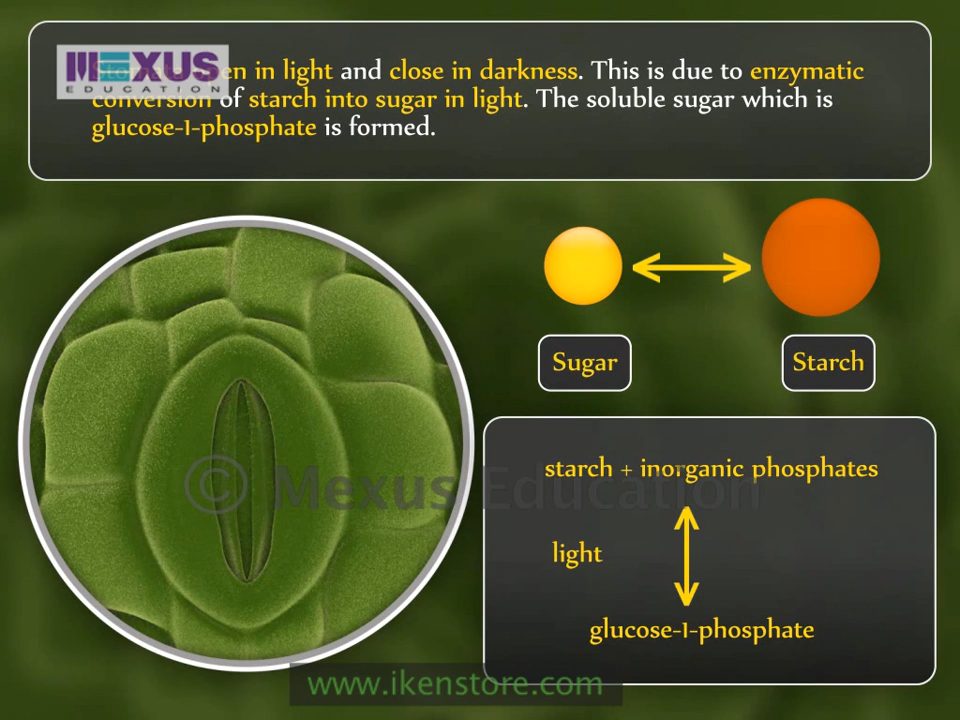 MEXUS
EDUCATION
open in light and close in darkness. This is due to enzymatic
conversion of starch into sugar in light. The soluble sugar which is
glucose-1-phosphate is formed.
Sugar
Starch
starch + inorganic phosphates
© Mexus Education
light
glucose-1-phosphate
www.ikenstore.com